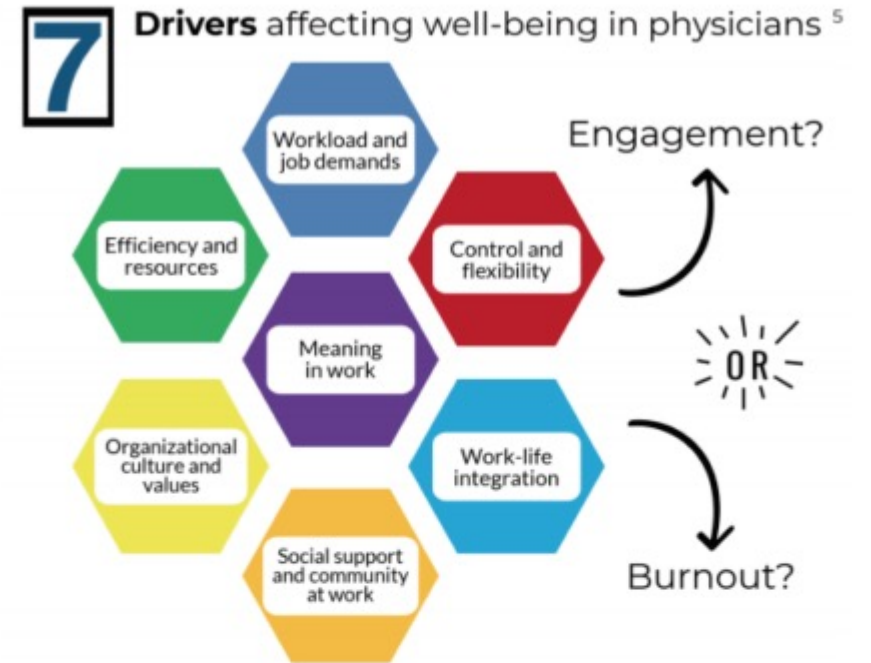 7
Drivers affecting well-being in physicians 5
Workload and
job demands
Engagement?
Efficiency and
resources
Control and
flexibility
Meaning
in work
OR
Organizational
culture and
values
Work-life
integration
Social support
and community
at work
Burnout?